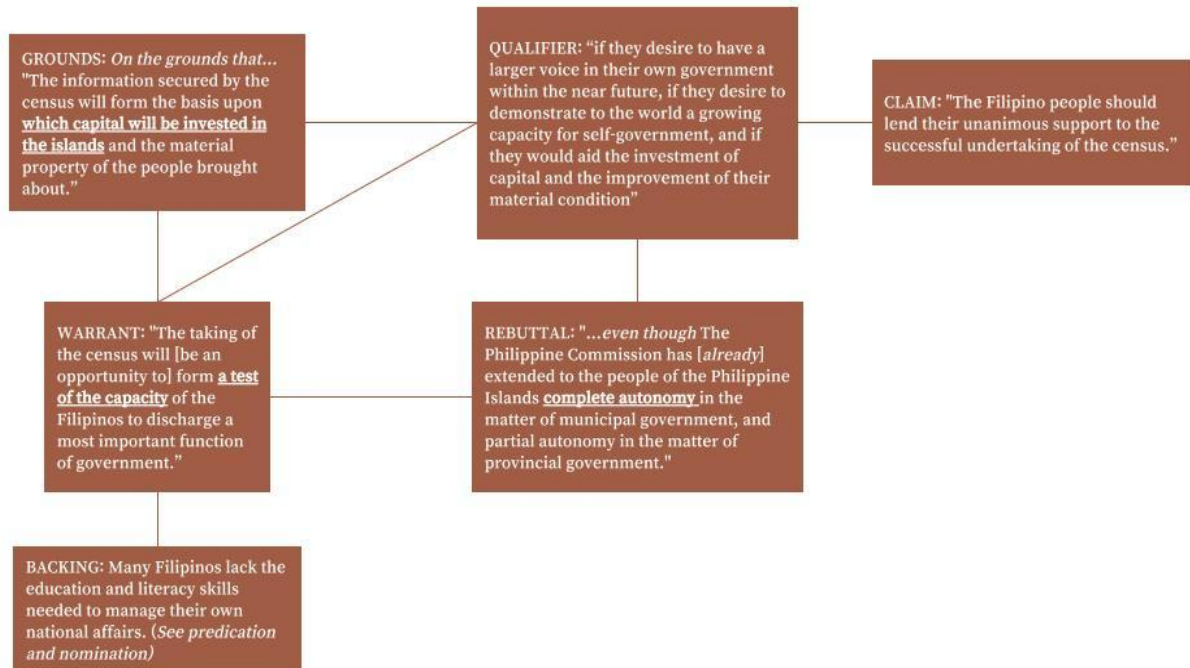 GROUNDS: On the grounds that...
"The information secured by the
census will form the basis upon
which capital will be invested in
the islands and the material
property of the people brought
about.”
QUALIFIER: “if they desire to have a
larger voice in their own government
within the near future, if they desire to
demonstrate to the world a growing
capacity for self-government, and if
they would aid the investment of
capital and the improvement of their
material condition”
CLAIM: "The Filipino people should
lend their unanimous support to the
successful undertaking of the census.”
WARRANT: "The taking of
the census will [be an
opportunity to] form a test
of the capacity of the
Filipinos to discharge a
most important function
of government.”
REBUTTAL: "...even though The
Philippine Commission has [already]
extended to the people of the Philippine
Islands complete autonomy in the
matter of municipal government, and
partial autonomy in the matter of
provincial government."
BACKING: Many Filipinos lack the
education and literacy skills
needed to manage their own
national affairs. (See predication
and nomination)